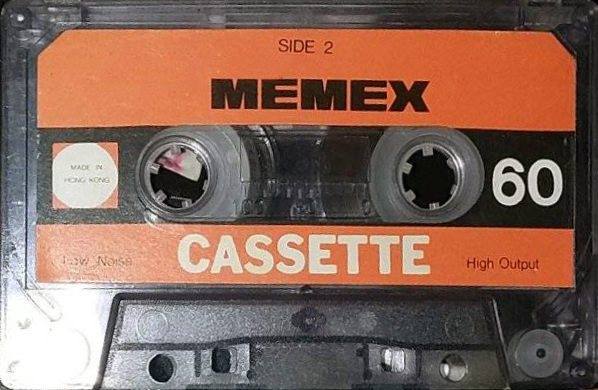 SIDE 2
MEMEX
MADE IN
HONG KONG
60
CASSETTE
Low Noise
High Output